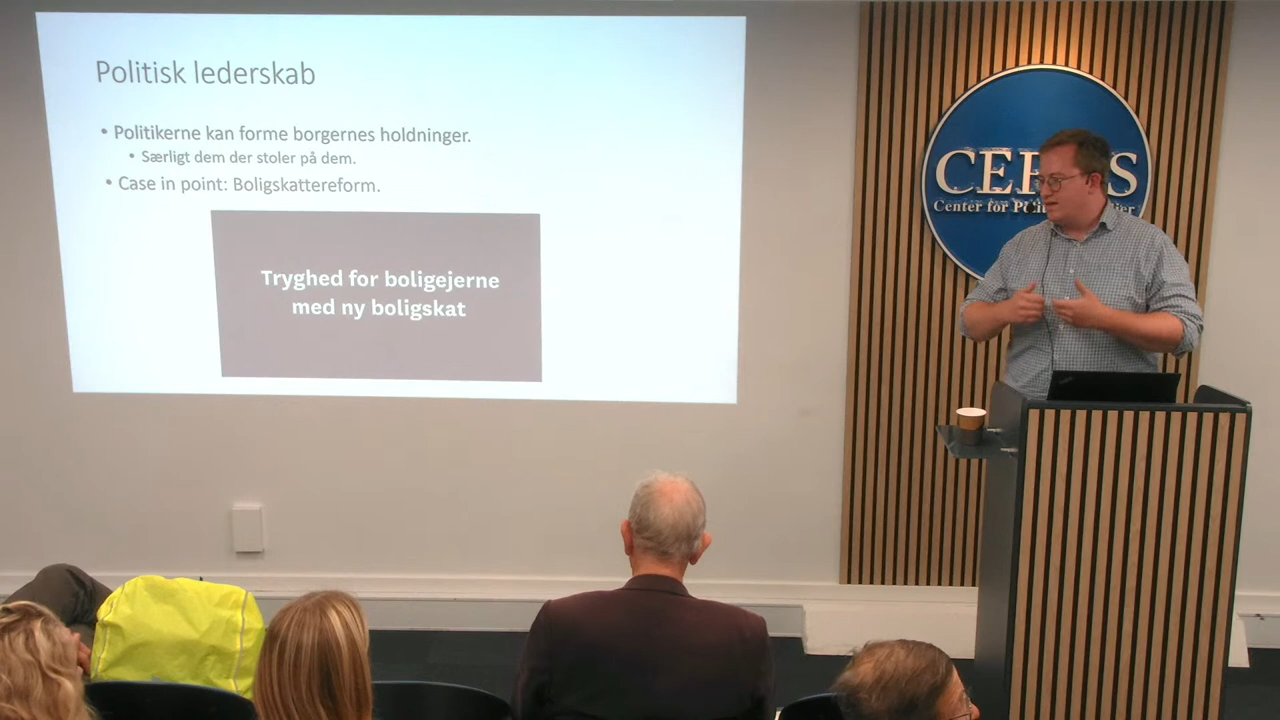 Politisk lederskab
• Politikerne kan forme borgernes holdninger.
• Særligt dem der stoler på dem.
• Case in point: Boligskattereform.
Tryghed for boligejerne
med ny boligskat
Center for